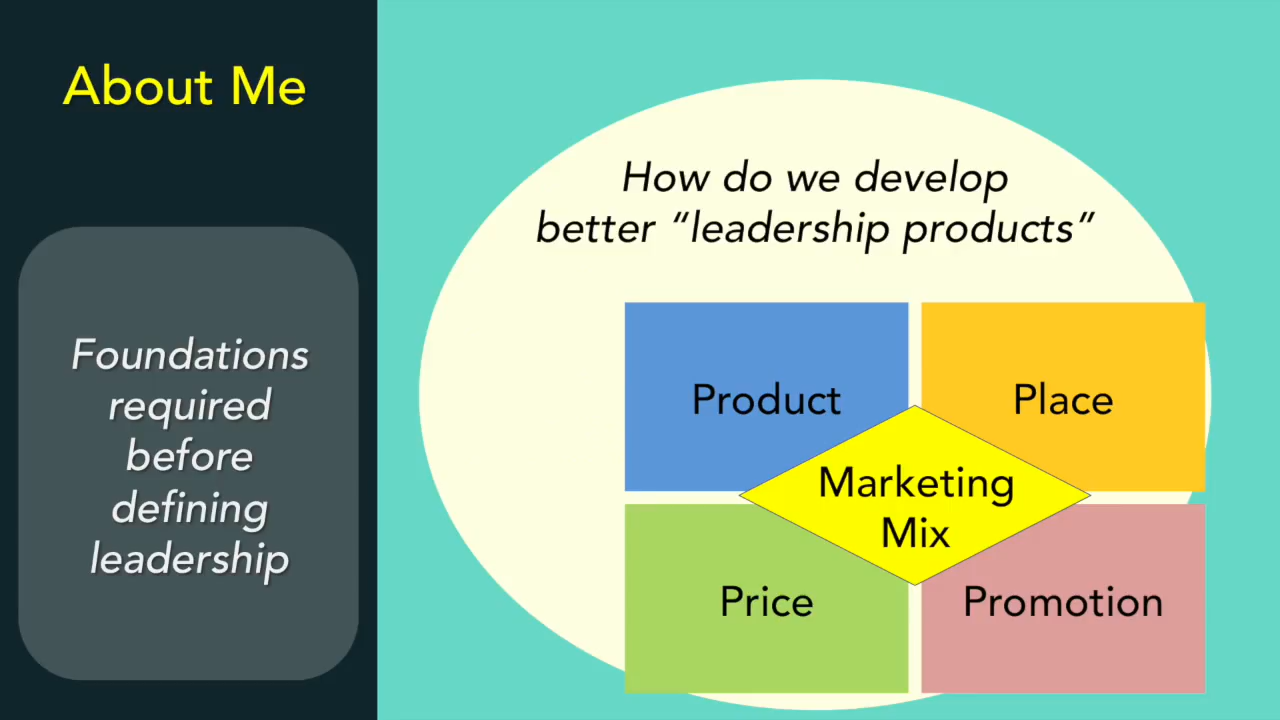 About Me
Foundations
required
before
defining
leadership
How do we develop
better “leadership products”
Product
Place
Marketing
Mix
Price
Promotion